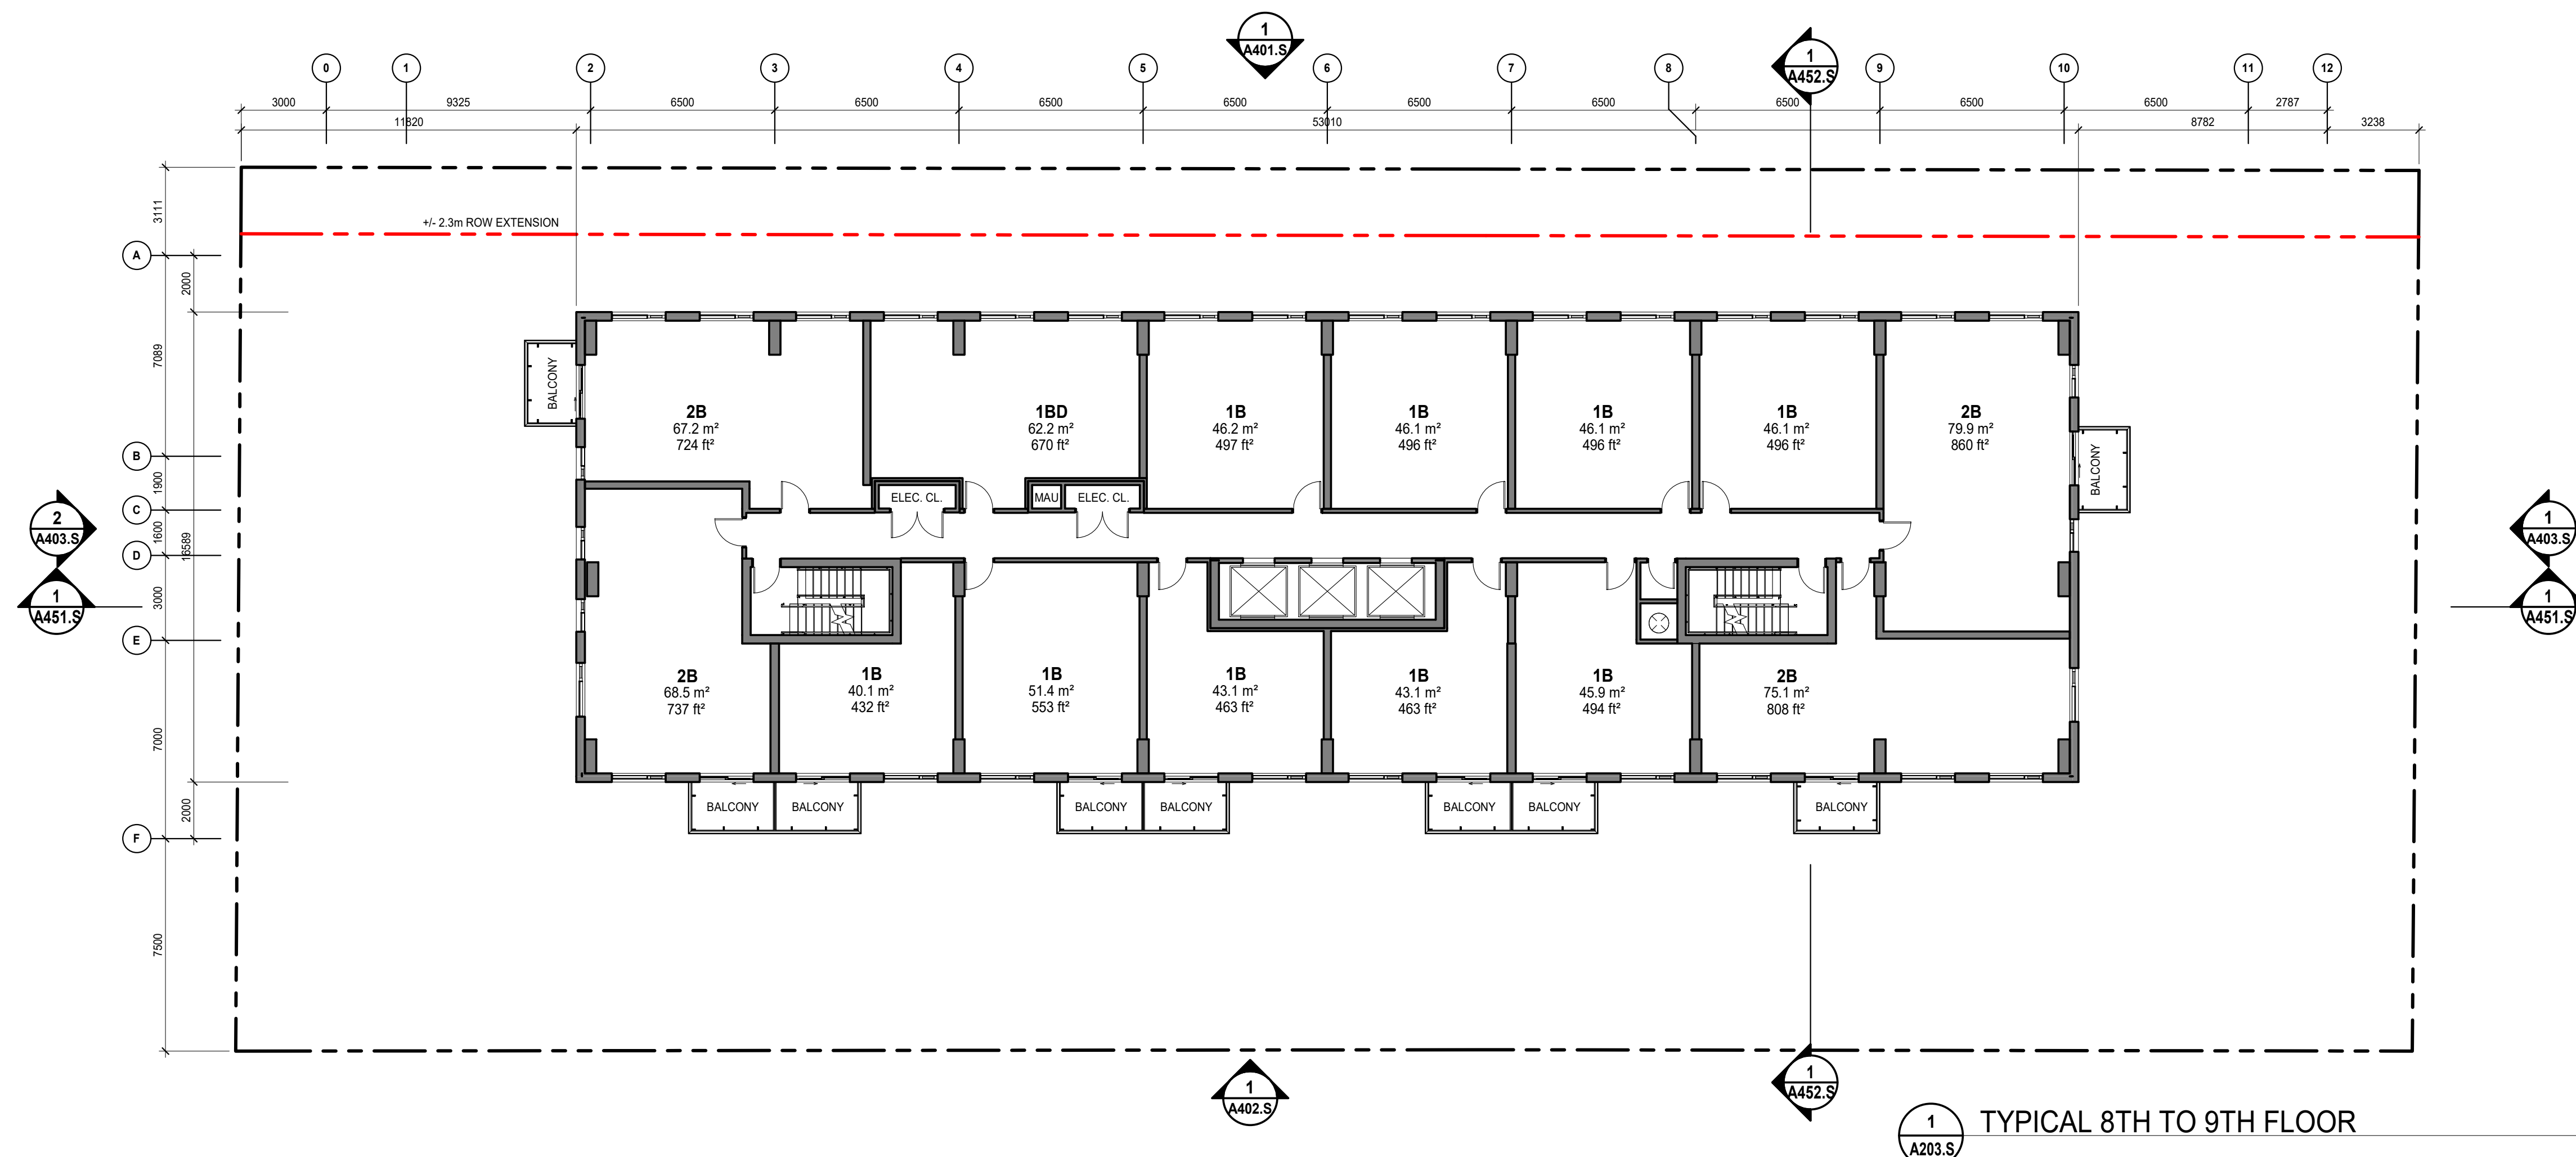 1
A401.S
1
A452.S
0
1
2
3
4
5
6
7
8
9
10
11
12
3000
9325
6500
6500
6500
6500
6500
6500
6500
6500
6500
2787
11820
53010
8782
3238
3111
+/- 2.3m ROW EXTENSION
A
2000
7089
B
1900
C
1600
D
16589
3000
E
7000
2000
F
7500
2
A403.S
1
A451.S
1
A403.S
1
A451.S
BALCONY
2B
67.2 m²
724 ft²
1BD
62.2 m²
670 ft²
1B
46.2 m²
497 ft²
1B
46.1 m²
496 ft²
1B
46.1 m²
496 ft²
1B
46.1 m²
496 ft²
2B
79.9 m²
860 ft²
BALCONY
ELEC. CL.
MAU
ELEC. CL.
2B
68.5 m²
737 ft²
1B
40.1 m²
432 ft²
1B
51.4 m²
553 ft²
1B
43.1 m²
463 ft²
1B
43.1 m²
463 ft²
1B
45.9 m²
494 ft²
2B
75.1 m²
808 ft²
BALCONY
BALCONY
BALCONY
BALCONY
BALCONY
BALCONY
BALCONY
1
A402.S
1
A452.S
1
A203.S
TYPICAL 8TH TO 9TH FLOOR